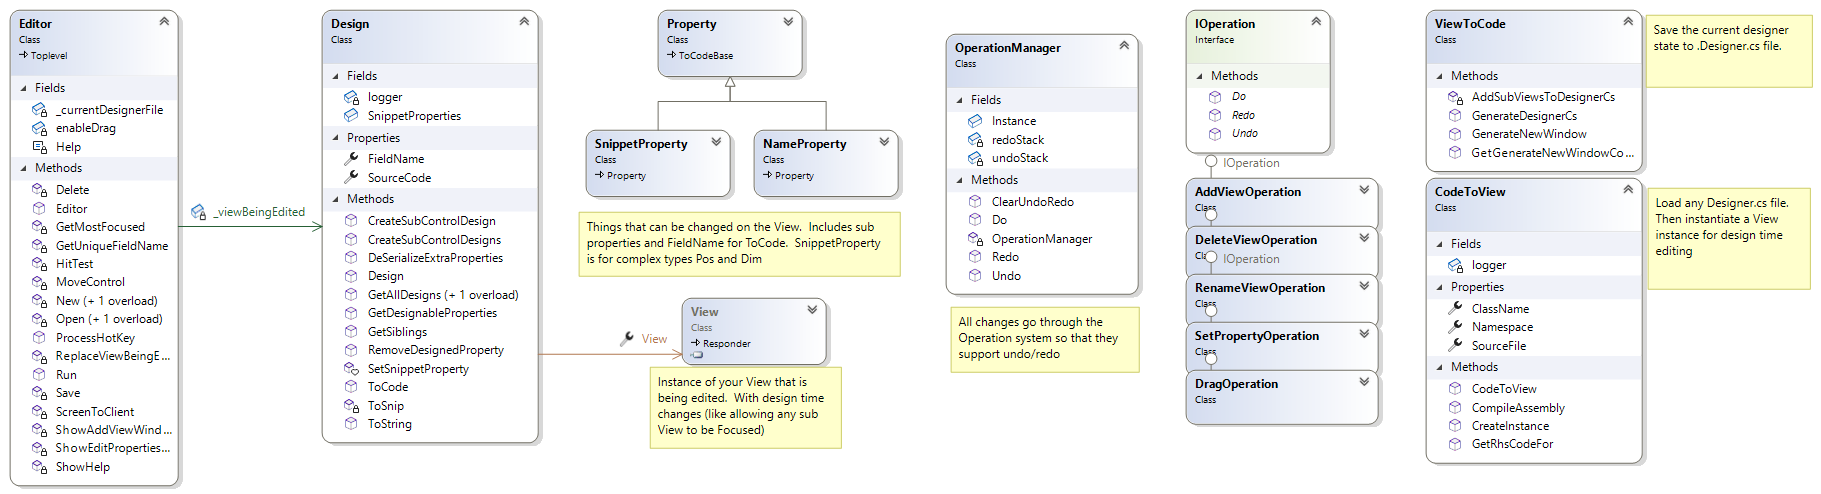 Editor
Class
Toplevel
Fields
_currentDesignerFile
enableDrag
Help
Methods
Delete
Editor
GetMostFocused
GetUniqueFieldName
HitTest
MoveControl
New (+ 1 overload)
Open (+ 1 overload)
ProcessHotKey
ReplaceViewBeingE...
Run
Save
ScreenToClient
ShowAddViewWind...
ShowEditProperties...
ShowHelp
_viewBeingEdited
Design
Class
Fields
logger
SnippetProperties
Properties
FieldName
SourceCode
Methods
CreateSubControlDesign
CreateSubControlDesigns
DeSerializeExtraProperties
Design
GetAllDesigns (+ 1 overload)
GetDesignableProperties
GetSiblings
RemoveDesignedProperty
SetSnippetProperty
ToCode
ToSnip
ToString
Property
Class
ToCodeBase
SnippetProperty
Class
Property
NameProperty
Class
Property
Things that can be changed on the View.  Includes sub
properties and FieldName for ToCode.  SnippetProperty
is for complex types Pos and Dim
View
View
Class
Responder
Instance of your View that is
being edited.  With design time
changes (like allowing any sub
View to be Focused)
OperationManager
Class
Fields
Instance
redoStack
undoStack
Methods
ClearUndoRedo
Do
OperationManager
Redo
Undo
All changes go through the
Operation system so that they
support undo/redo
IOperation
Interface
Methods
Do
Redo
Undo
IOperation
AddViewOperation
Class
DeleteViewOperation
Class
IOperation
RenameViewOperation
Class
SetPropertyOperation
Class
DragOperation
Class
ViewToCode
Class
Methods
AddSubViewsToDesignerCs
GenerateDesignerCs
GenerateNewWindow
GetGenerateNewWindowCo...
Save the current designer
state to .Designer.cs file.
CodeToView
Class
Fields
logger
Properties
ClassName
Namespace
SourceFile
Methods
CodeToView
CompileAssembly
CreateInstance
GetRhsCodeFor
Load any Designer.cs file.
Then instantiate a View
instance for design time
editing